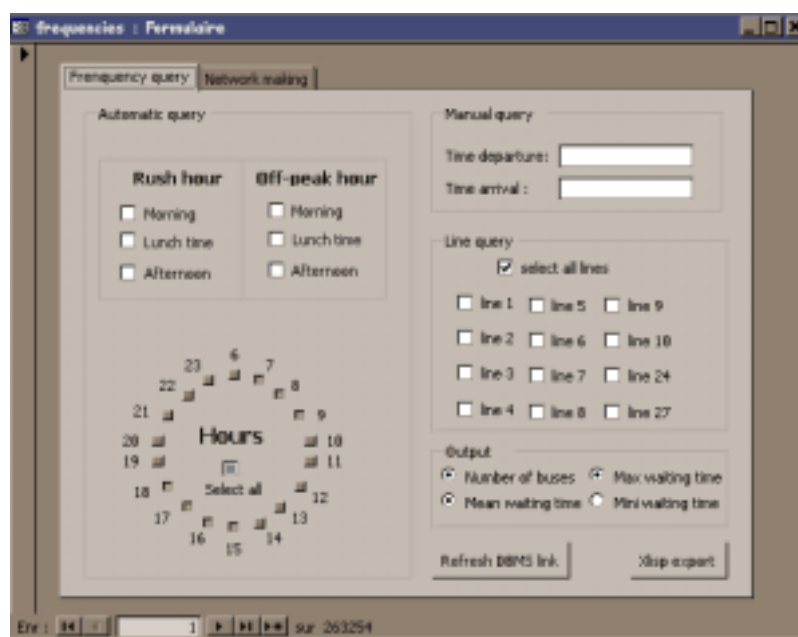 frequencies : Formulaire
Frenquency query
Network making
Automatic query
Rush hour
Morning
Lunch time
Afternoon
Off-peak hour
Morning
Lunch time
Afternoon
6
7
8
9
10
11
12
13
14
15
16
17
18
19
20
21
22
23
Hours
Select all
Manual query
Time departure:
Time arrival :
Line query
select all lines
line 1 line 5 line 9
line 2 line 6 line 10
line 3 line 7 line 24
line 4 line 8 line 27
Output
Number of buses Max waiting time
Mean waiting time Mini waiting time
Refresh DBMS link
Xlisp export
Enr : 1 sur 263254